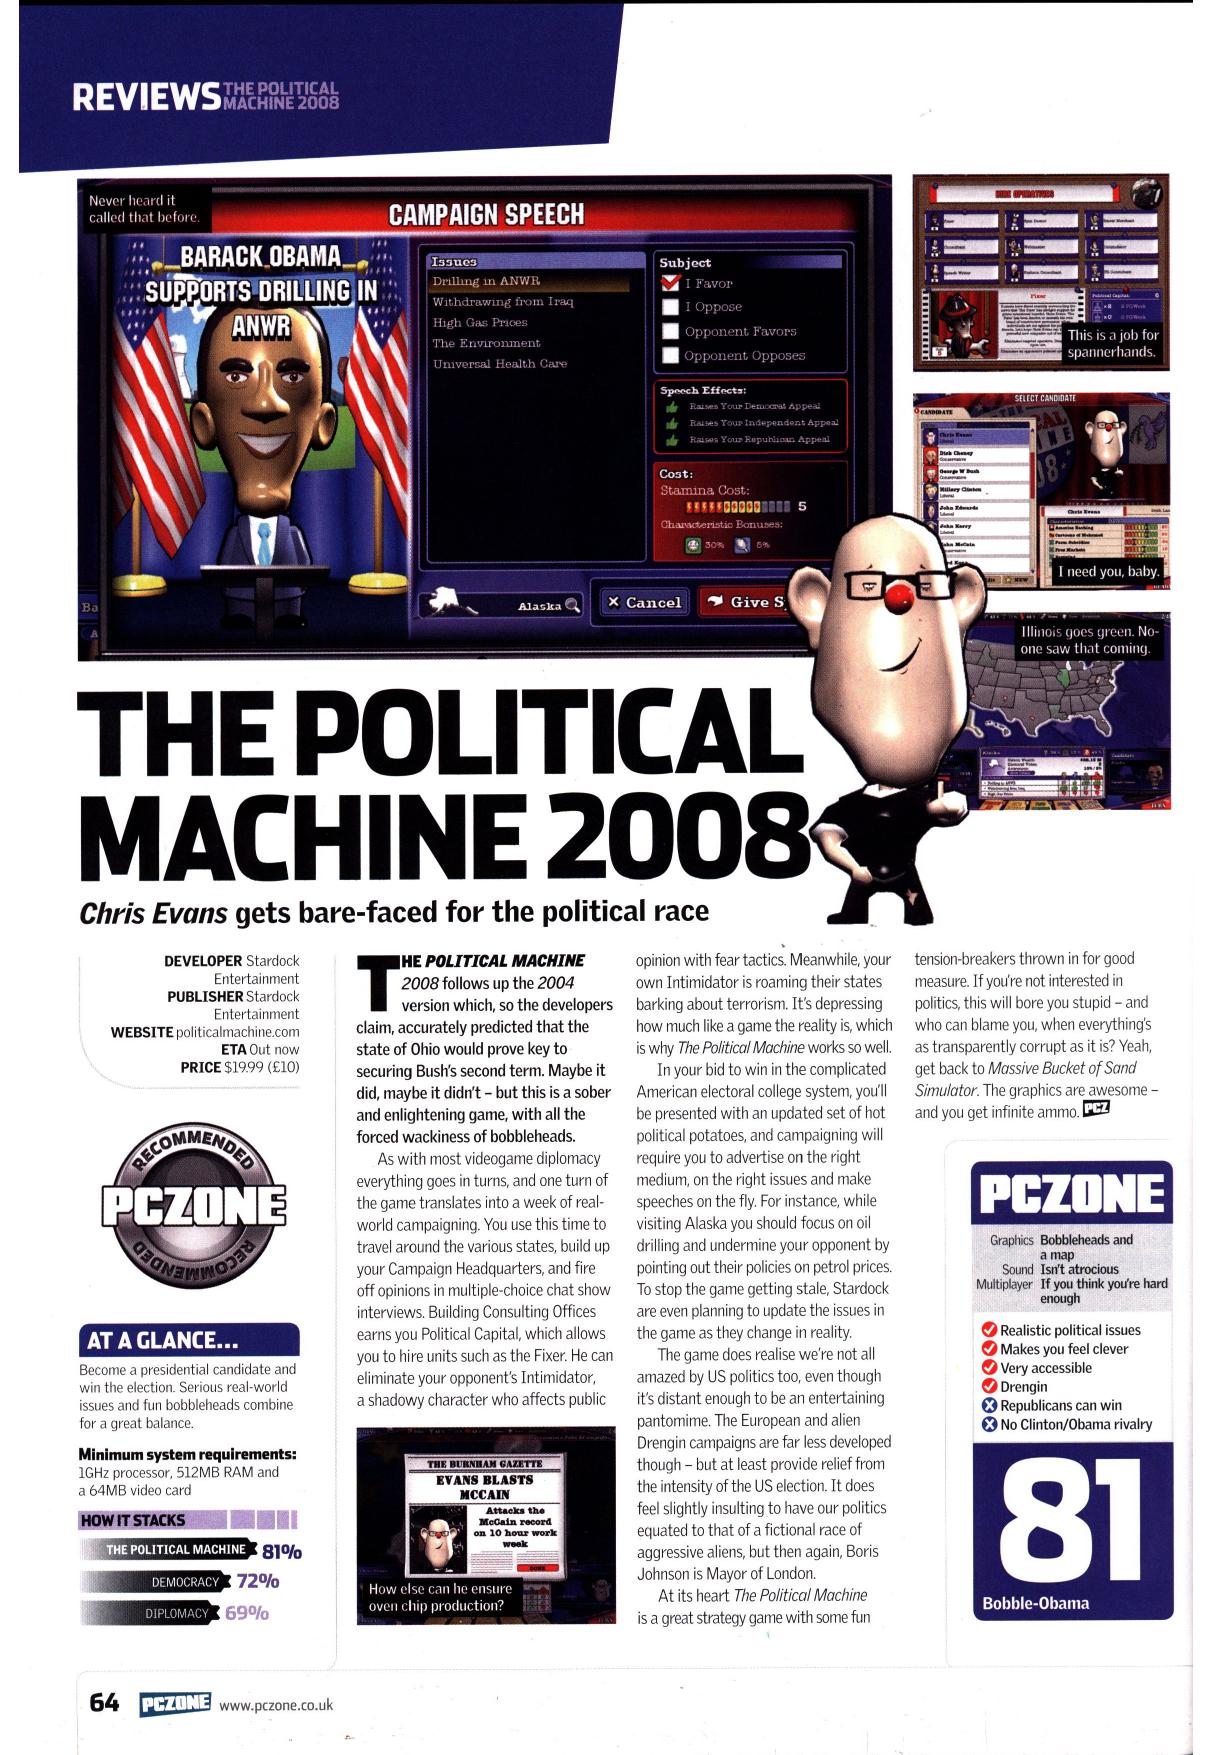 REVIEWS THE POLITICAL
MACHINE 2008
Never heard it
called that before.
CAMPAIGN SPEECH
BARACK OBAMA
SUPPORTS DRILLING IN
ANWR
Issues
Drilling in ANWR
Withdrawing from Iraq
High Gas Prices
The Environment
Universal Health Care
Subject
I Favor
I Oppose
Opponent Favors
Opponent Opposes
Speech Effects:
Raises Your Democrat Appeal
Raises Your Independent Appeal
Raises Your Republican Appeal
Cost:
Stamina Cost:
5
Characteristic Bonuses:
30% 5%
Alaska
Cancel
Give S
HIRE OPERATIVES
Fixer
Political Capital:
This is a job for
spannerhands.
SELECT CANDIDATE
CANDIDATE
Chris Evans
Liberal
Dick Cheney
Conservative
George W Bush
Conservative
Hillary Clinton
Liberal
John Edwards
Liberal
John Kerry
Liberal
John McCain
Chris Evans
I need you, baby.
Illinois goes green. No-
one saw that coming.
THE POLITICAL
MACHINE 2008
Chris Evans gets bare-faced for the political race
DEVELOPER Stardock
Entertainment
PUBLISHER Stardock
Entertainment
WEBSITE politicalmachine.com
ETA Out now
PRICE $19.99 (£10)
RECOMMENDED
PCZONE
RECOMMENDED
AT A GLANCE...
Become a presidential candidate and
win the election. Serious real-world
issues and fun bobbleheads combine
for a great balance.
Minimum system requirements:
1GHz processor, 512MB RAM and
a 64MB video card
HOW IT STACKS
THE POLITICAL MACHINE 81%
DEMOCRACY 72%
DIPLOMACY 69%
THE POLITICAL MACHINE
2008 follows up the 2004
version which, so the developers
claim, accurately predicted that the
state of Ohio would prove key to
securing Bush's second term. Maybe it
did, maybe it didn't – but this is a sober
and enlightening game, with all the
forced wackiness of bobbleheads.
As with most videogame diplomacy
everything goes in turns, and one turn of
the game translates into a week of real-
world campaigning. You use this time to
travel around the various states, build up
your Campaign Headquarters, and fire
off opinions in multiple-choice chat show
interviews. Building Consulting Offices
earns you Political Capital, which allows
you to hire units such as the Fixer. He can
eliminate your opponent's Intimidator,
a shadowy character who affects public
THE BURNHAM GAZETTE
EVANS BLASTS
MCCAIN
Attacks the
McCain record
on 10 hour work
week
How else can he ensure
oven chip production?
opinion with fear tactics. Meanwhile, your
own Intimidator is roaming their states
barking about terrorism. It's depressing
how much like a game the reality is, which
is why The Political Machine works so well.
In your bid to win in the complicated
American electoral college system, you'll
be presented with an updated set of hot
political potatoes, and campaigning will
require you to advertise on the right
medium, on the right issues and make
speeches on the fly. For instance, while
visiting Alaska you should focus on oil
drilling and undermine your opponent by
pointing out their policies on petrol prices.
To stop the game getting stale, Stardock
are even planning to update the issues in
the game as they change in reality.
The game does realise we're not all
amazed by US politics too, even though
it's distant enough to be an entertaining
pantomime. The European and alien
Drengin campaigns are far less developed
though – but at least provide relief from
the intensity of the US election. It does
feel slightly insulting to have our politics
equated to that of a fictional race of
aggressive aliens, but then again, Boris
Johnson is Mayor of London.
At its heart The Political Machine
is a great strategy game with some fun
tension-breakers thrown in for good
measure. If you're not interested in
politics, this will bore you stupid – and
who can blame you, when everything's
as transparently corrupt as it is? Yeah,
get back to Massive Bucket of Sand
Simulator. The graphics are awesome –
and you get infinite ammo. PCZ
PCZONE
Graphics Bobbleheads and
a map
Sound Isn't atrocious
Multiplayer If you think you're hard
enough
Realistic political issues
Makes you feel clever
Very accessible
Drengin
Republicans can win
No Clinton/Obama rivalry
81
Bobble-Obama
64 PCZONE www.pczone.co.uk